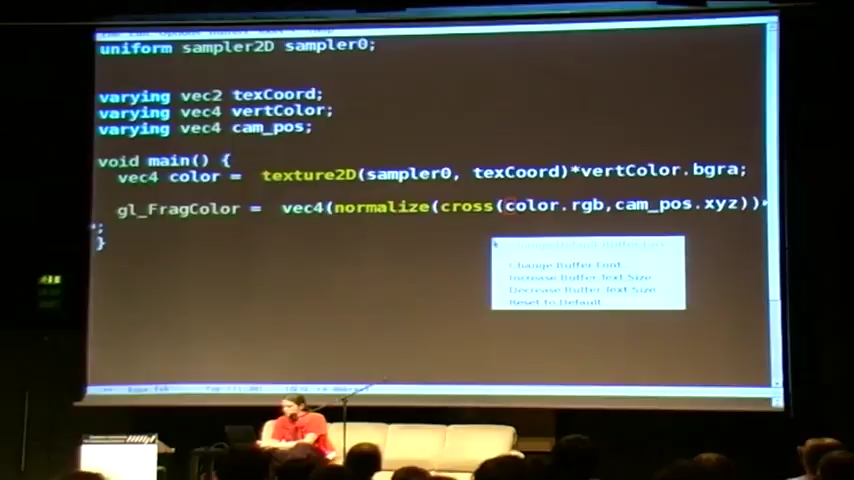 uniform sampler2D sampler0;
varying vec2 texCoord;
varying vec4 vertColor;
varying vec4 cam_pos;
void main() {
vec4 color = texture2D(sampler0, texCoord)*vertColor.bgra;
gl_FragColor = vec4(normalize(cross(color.rgb,cam_pos.xyz))*
;
}
Change Buffer Font
Increase Buffer Text Size
Decrease Buffer Text Size
Reset to Default